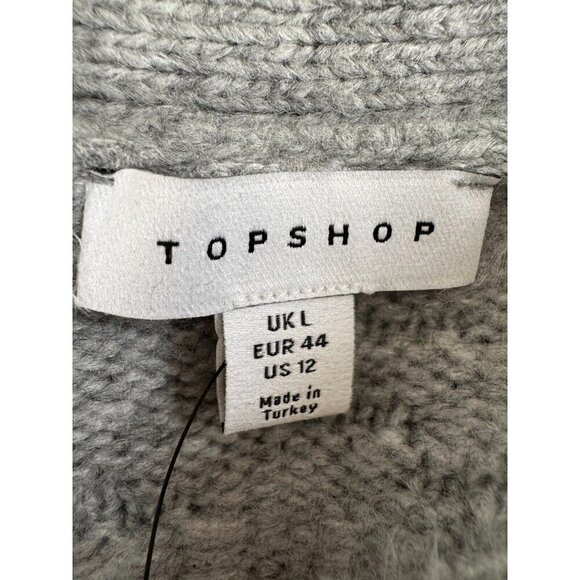 TOPSHOP
UK L
EUR 44
US 12
Made in
Turkey